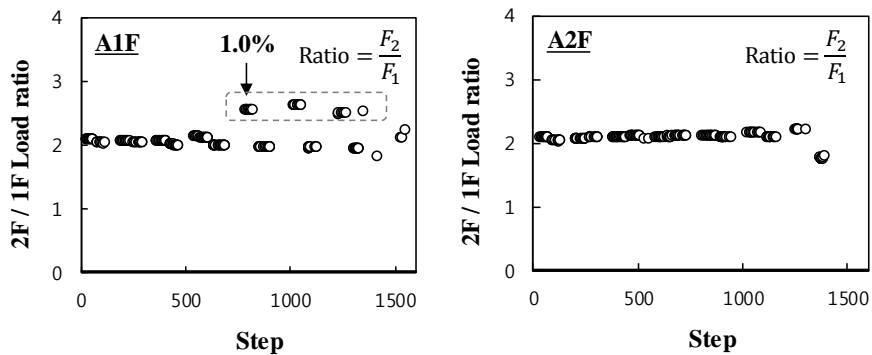 4
3
2
1
0
0
500
1000
1500
2F / 1F Load ratio
Step
A1F
1.0%
Ratio = F₂/F₁
4
3
2
1
0
0
500
1000
1500
2F / 1F Load ratio
Step
A2F
Ratio = F₂/F₁